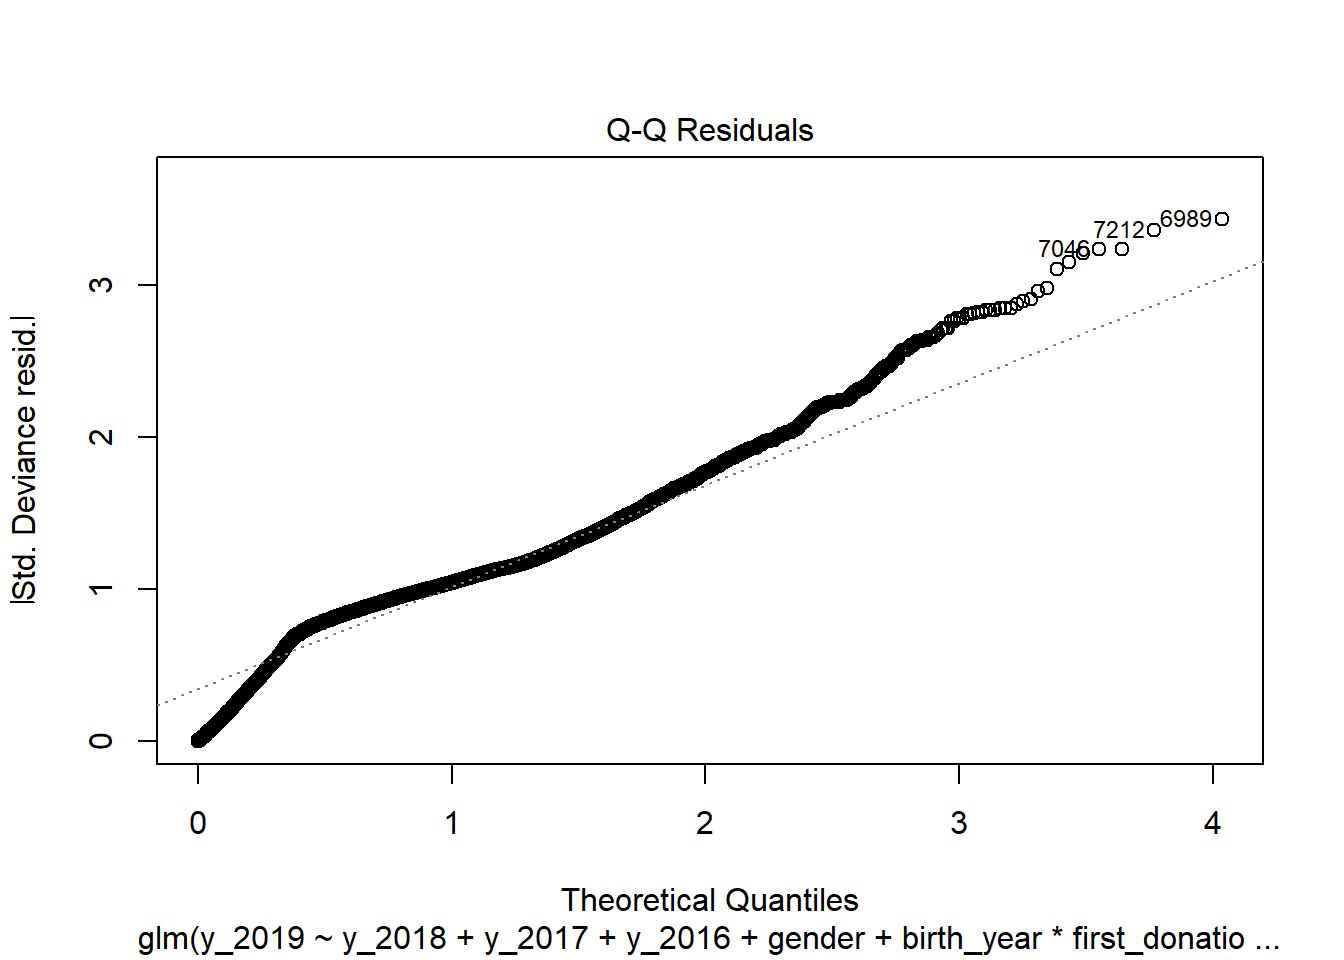 Q-Q Residuals
|Std. Deviance resid.|
3
2
1
0
7046
7212
6989
0 1 2 3 4
Theoretical Quantiles
glm(y_2019 ~ y_2018 + y_2017 + y_2016 + gender + birth_year * first_donatio ...